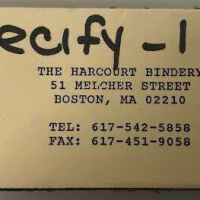 ecify - 1
THE HARCOURT BINDERY
51 MELCHER STREET
BOSTON, MA 02210
TEL: 617-542-5858
FAX: 617-451-9058